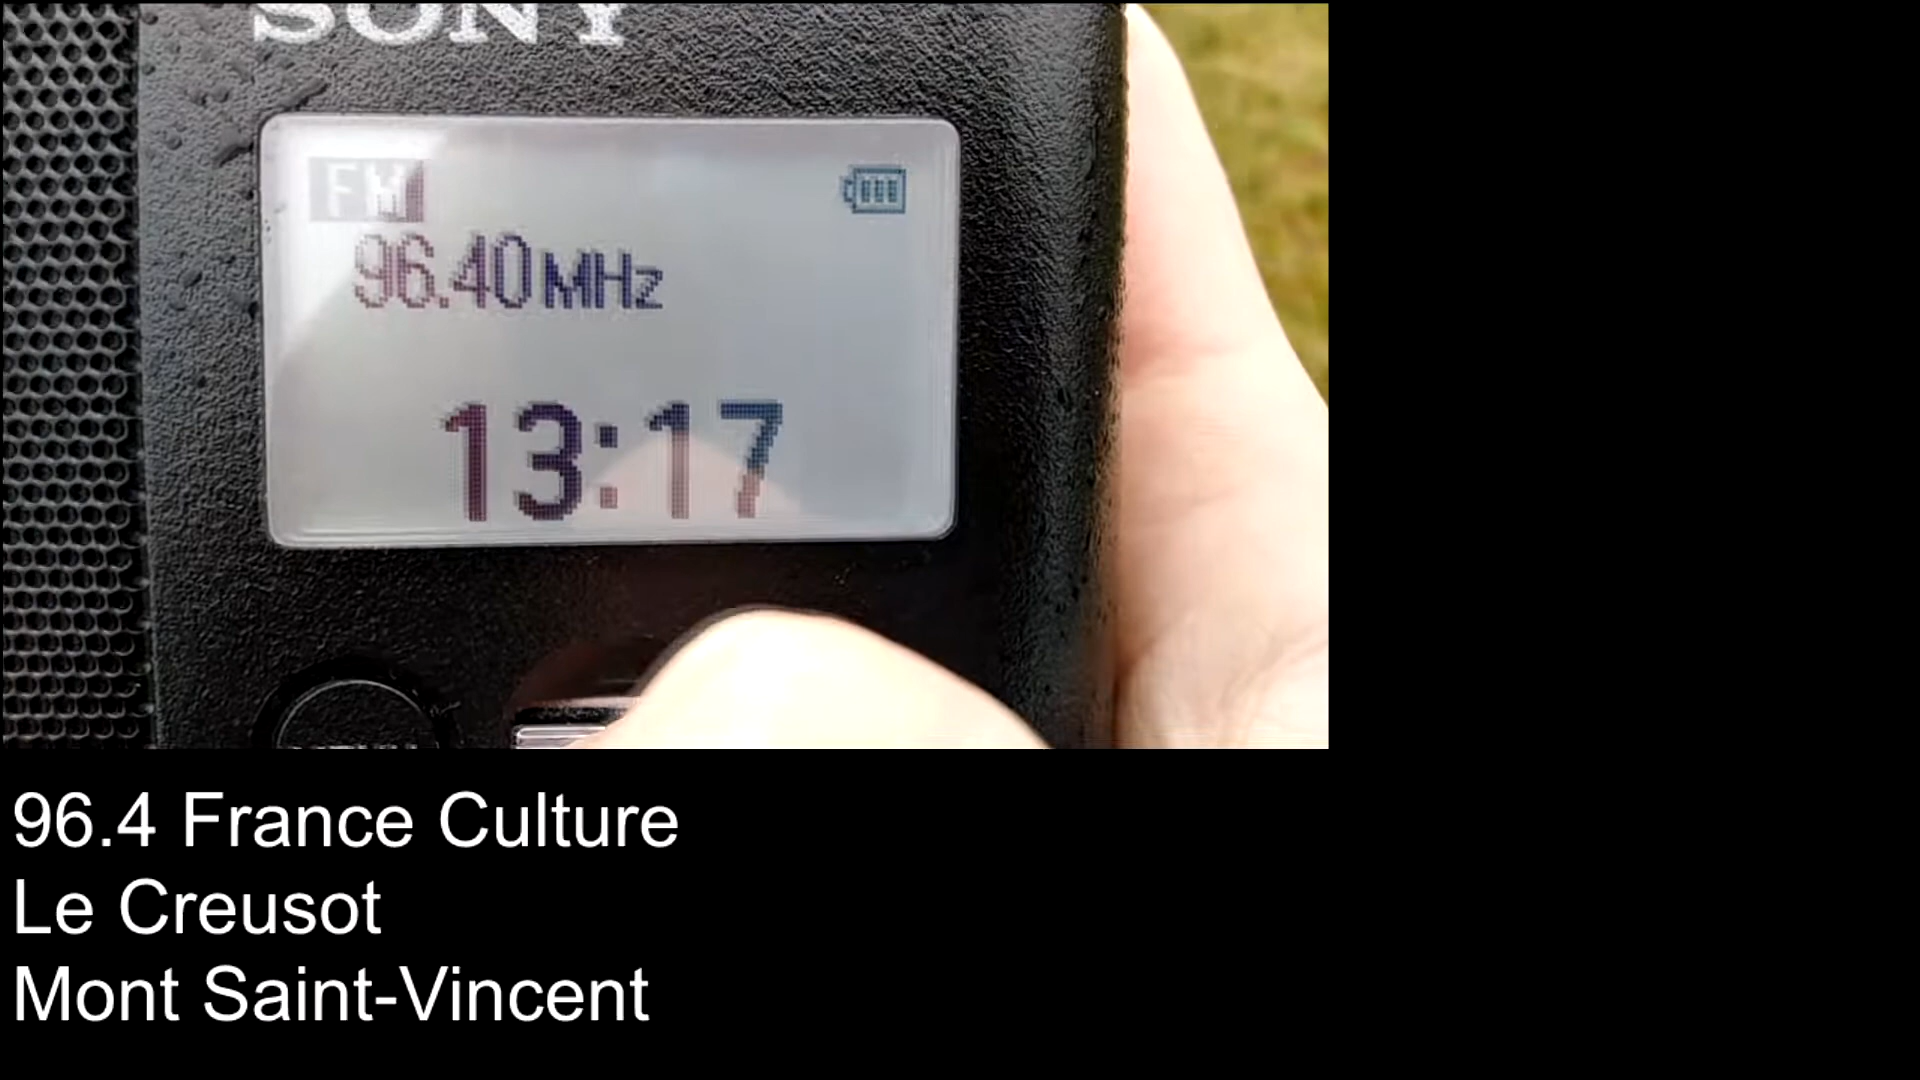 SONY
FM
96.40 MHz
13:17
96.4 France Culture
Le Creusot
Mont Saint-Vincent